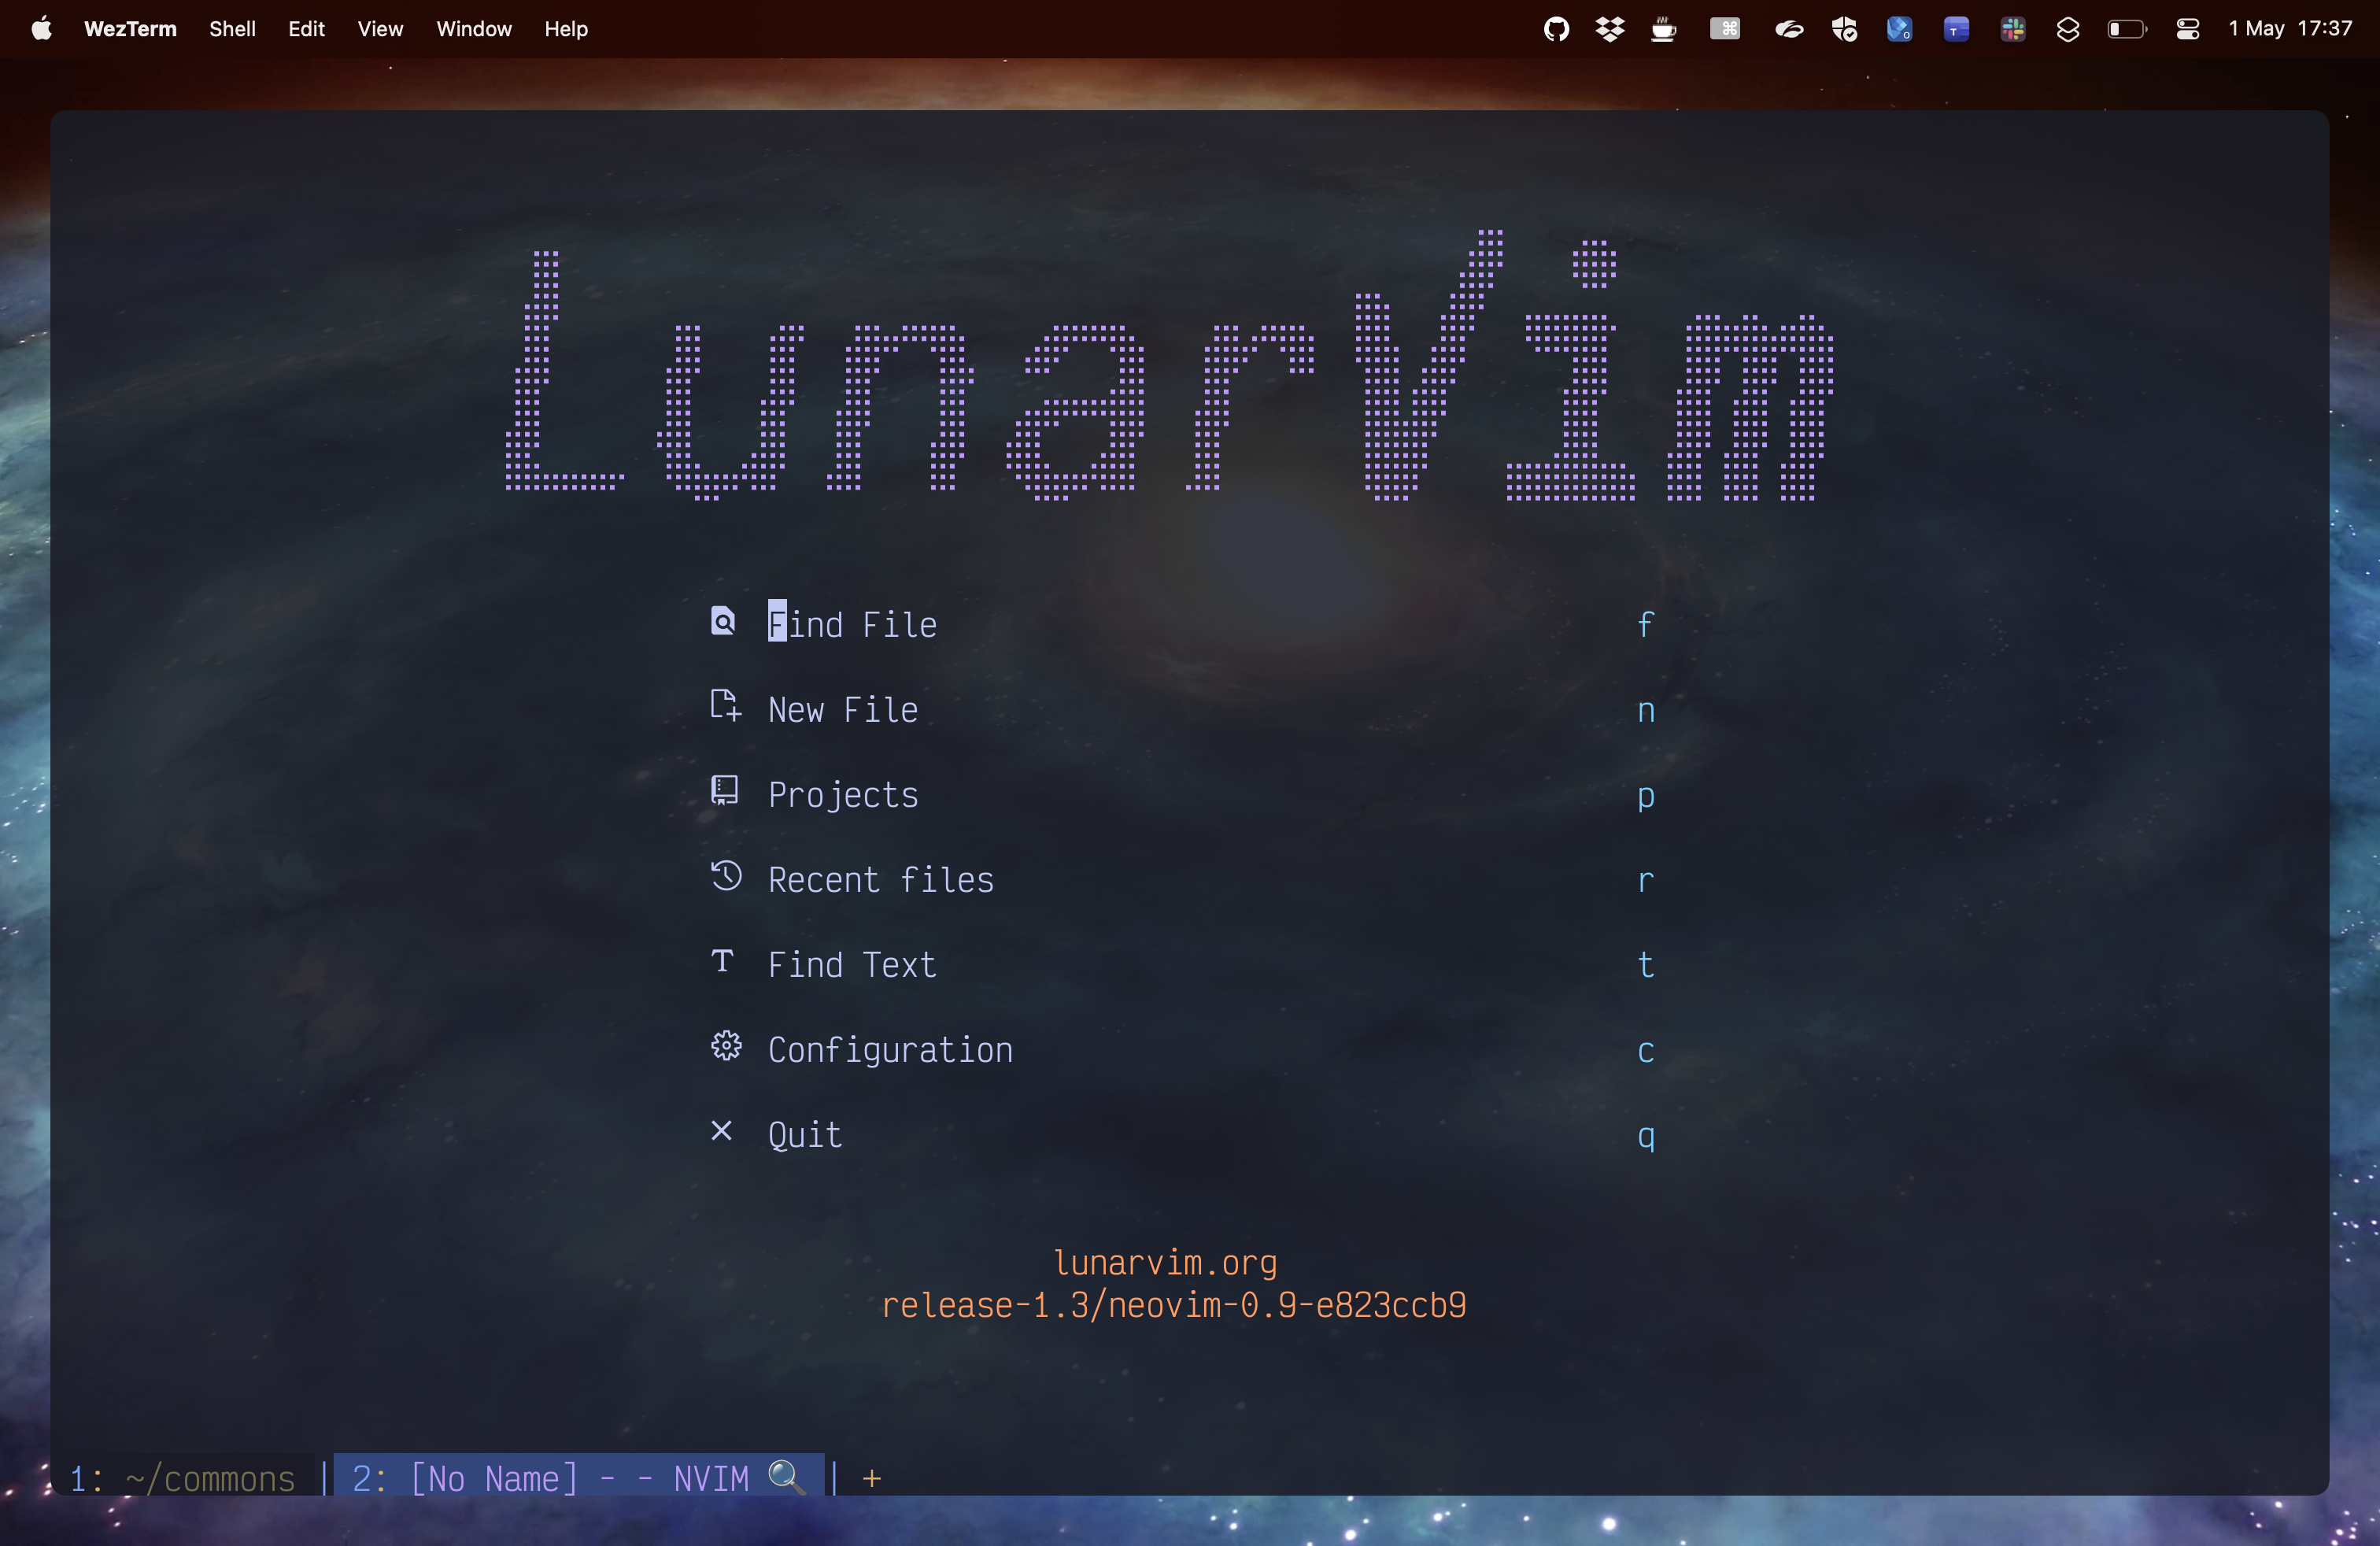 WezTerm Shell Edit View Window Help 1 May 17:37
LunarVim
Find File f
New File n
Projects p
Recent files r
Find Text t
Configuration c
Quit q
lunarvim.org
release-1.3/neovim-0.9-e823ccb9
1: ~/commons | 2: [No Name] - - NVIM 🔍 | +